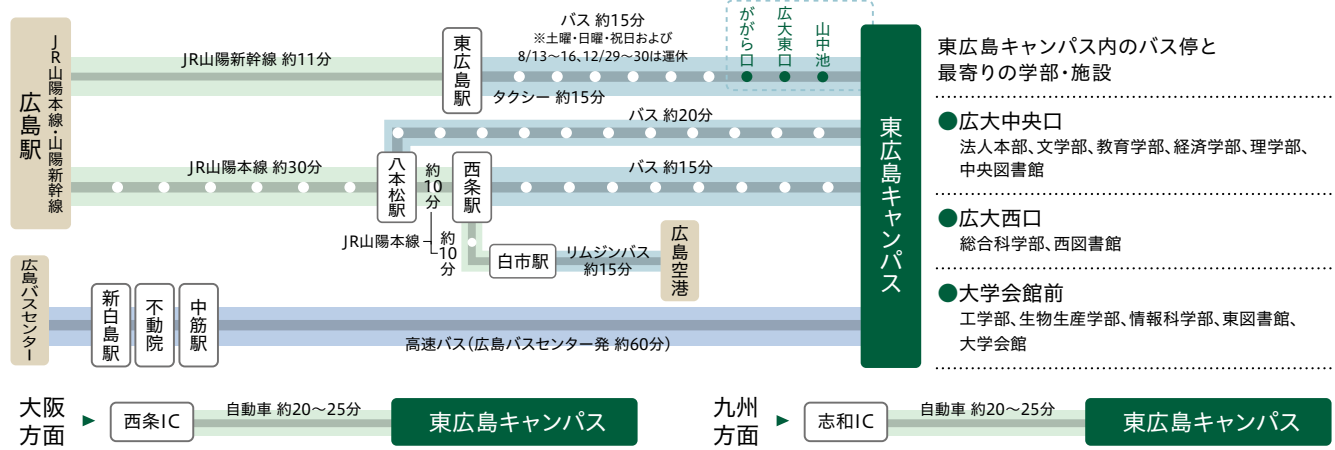 広島駅
JR山陽本線・山陽新幹線
JR山陽新幹線 約11分
東広島駅
バス 約15分
※土曜・日曜・祝日および
8/13〜16、12/29〜30は運休
タクシー 約15分
ががら口
広大東口
山中池
JR山陽本線 約30分
八本松駅
バス 約20分
約10分
西条駅
バス 約15分
JR山陽本線
約10分
白市駅
リムジンバス
約15分
広島空港
広島バスセンター
新白島駅
不動院
中筋駅
高速バス(広島バスセンター発 約60分)
東広島キャンパス
東広島キャンパス内のバス停と
最寄りの学部・施設
●広大中央口
法人本部、文学部、教育学部、経済学部、理学部、
中央図書館
●広大西口
総合科学部、西図書館
●大学会館前
工学部、生物生産学部、情報科学部、東図書館、
大学会館
大阪
方面
西条IC
自動車 約20〜25分
東広島キャンパス
九州
方面
志和IC
自動車 約20〜25分
東広島キャンパス